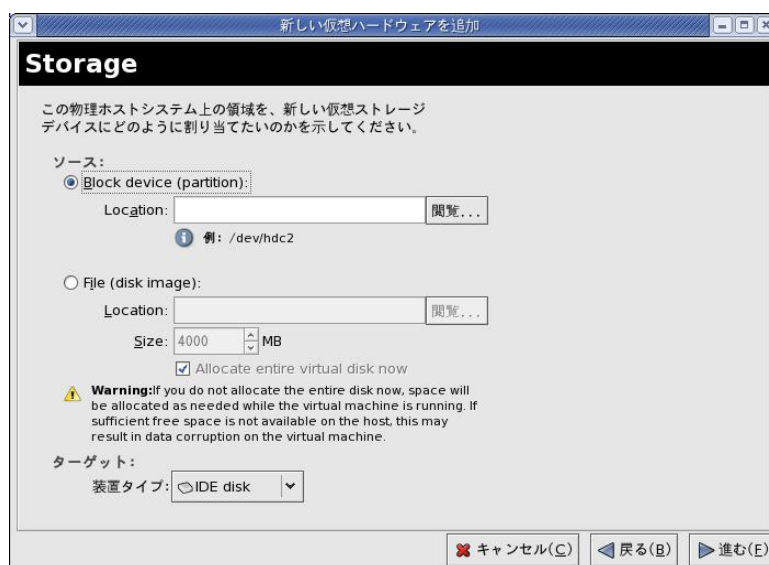 新しい仮想ハードウェアを追加
Storage
この物理ホストシステム上の領域を、新しい仮想ストレージ
デバイスにどのように割り当てたいのかを示してください。
ソース:
Block device (partition):
Location: 閲覧...
例: /dev/hdc2
File (disk image):
Location: 閲覧...
Size: 4000 MB
Allocate entire virtual disk now
Warning:If you do not allocate the entire disk now, space will
be allocated as needed while the virtual machine is running. If
sufficient free space is not available on the host, this may
result in data corruption on the virtual machine.
ターゲット:
装置タイプ: IDE disk
キャンセル(C) 戻る(B) 進む(F)